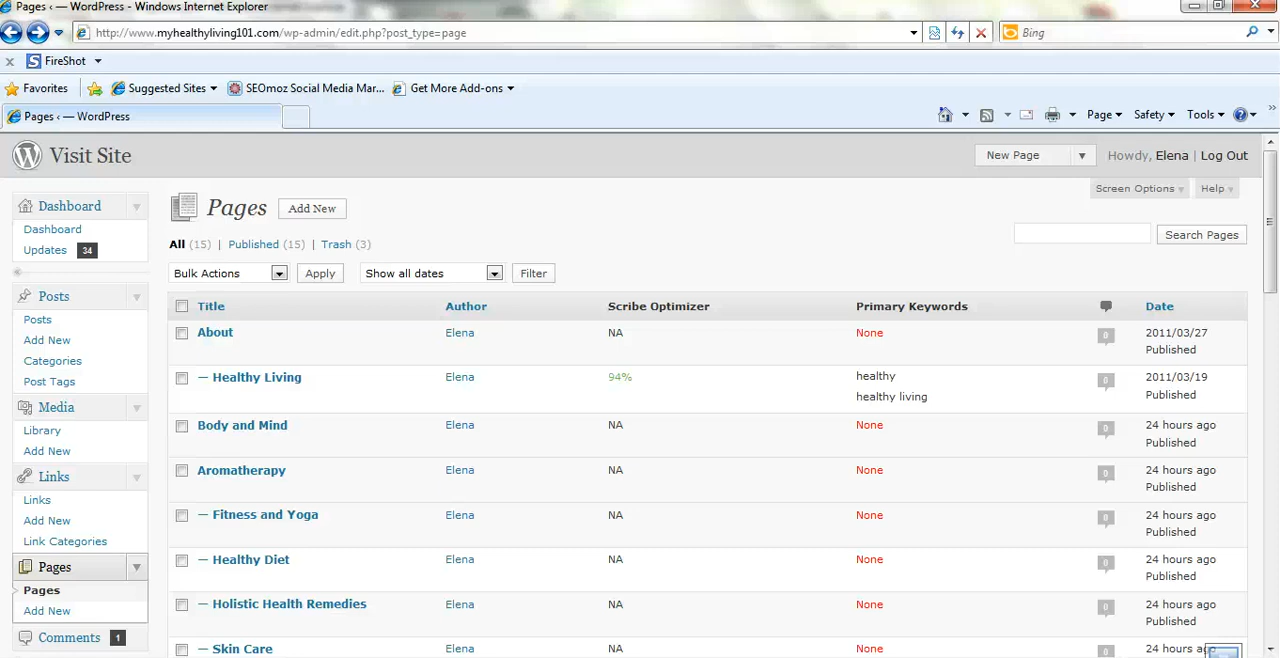 Pages ‹ — WordPress - Windows Internet Explorer
http://www.myhealthyliving101.com/wp-admin/edit.php?post_type=page
Bing
x FireShot
Favorites Suggested Sites SEOmoz Social Media Mar... Get More Add-ons
Pages ‹ — WordPress
Page Safety Tools
Visit Site
New Page
Howdy, Elena | Log Out
Screen Options
Help
Dashboard
Dashboard
Updates 34
Posts
Posts
Add New
Categories
Post Tags
Media
Library
Add New
Links
Links
Add New
Link Categories
Pages
Pages
Add New
Comments 1
Pages Add New
All (15) | Published (15) | Trash (3)
Search Pages
Bulk Actions Apply Show all dates Filter
Title Author Scribe Optimizer Primary Keywords Date
About Elena NA None 0 2011/03/27
Published
— Healthy Living Elena 94% healthy 0 2011/03/19
healthy living Published
Body and Mind Elena NA None 0 24 hours ago
Published
Aromatherapy Elena NA None 0 24 hours ago
Published
— Fitness and Yoga Elena NA None 0 24 hours ago
Published
— Healthy Diet Elena NA None 0 24 hours ago
Published
— Holistic Health Remedies Elena NA None 0 24 hours ago
Published
— Skin Care Elena NA None 0 24 hours